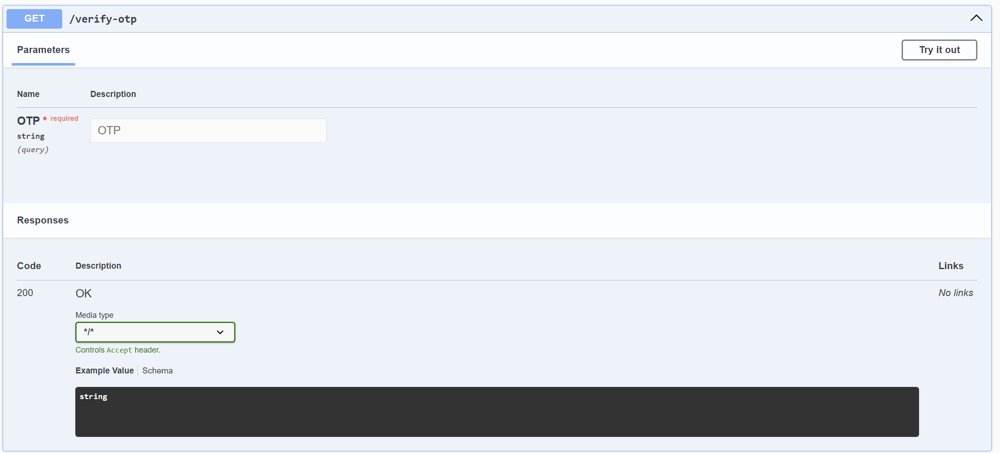 GET /verify-otp
Parameters
Try it out
Name Description
OTP * required
string
(query)
OTP
Responses
Code Description Links
200 OK No links
Media type
*/*
Controls Accept header.
Example Value Schema
string